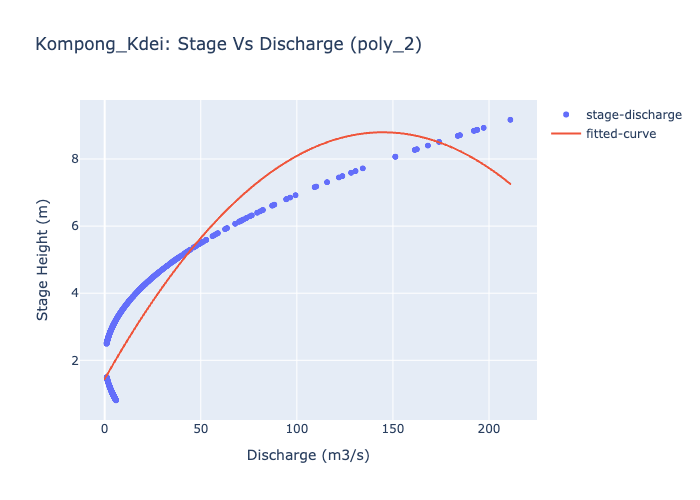 Kompong_Kdei: Stage Vs Discharge (poly_2)
stage-discharge
fitted-curve
8
6
4
2
Stage Height (m)
0
50
100
150
200
Discharge (m3/s)